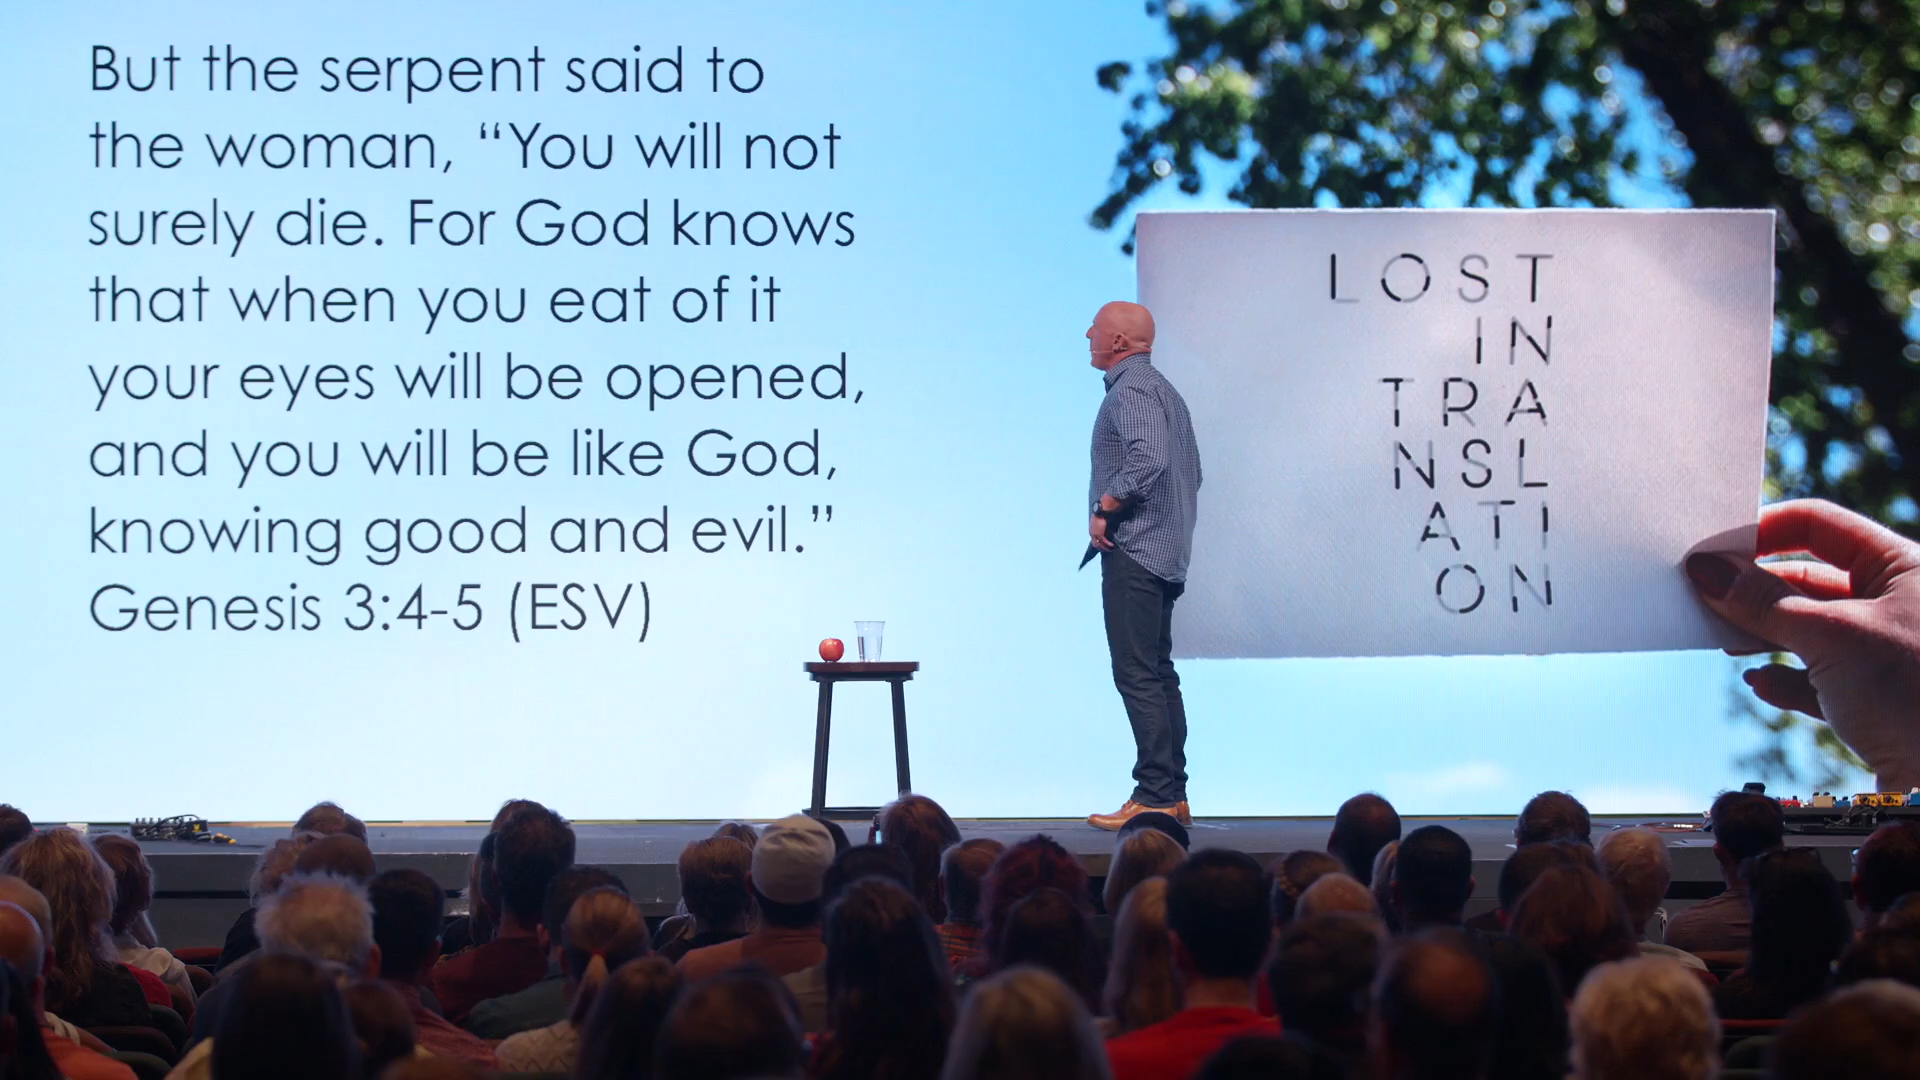 But the serpent said to
the woman, “You will not
surely die. For God knows
that when you eat of it
your eyes will be opened,
and you will be like God,
knowing good and evil.”
Genesis 3:4-5 (ESV)
LOST
IN
TRA
NSL
ATI
ON